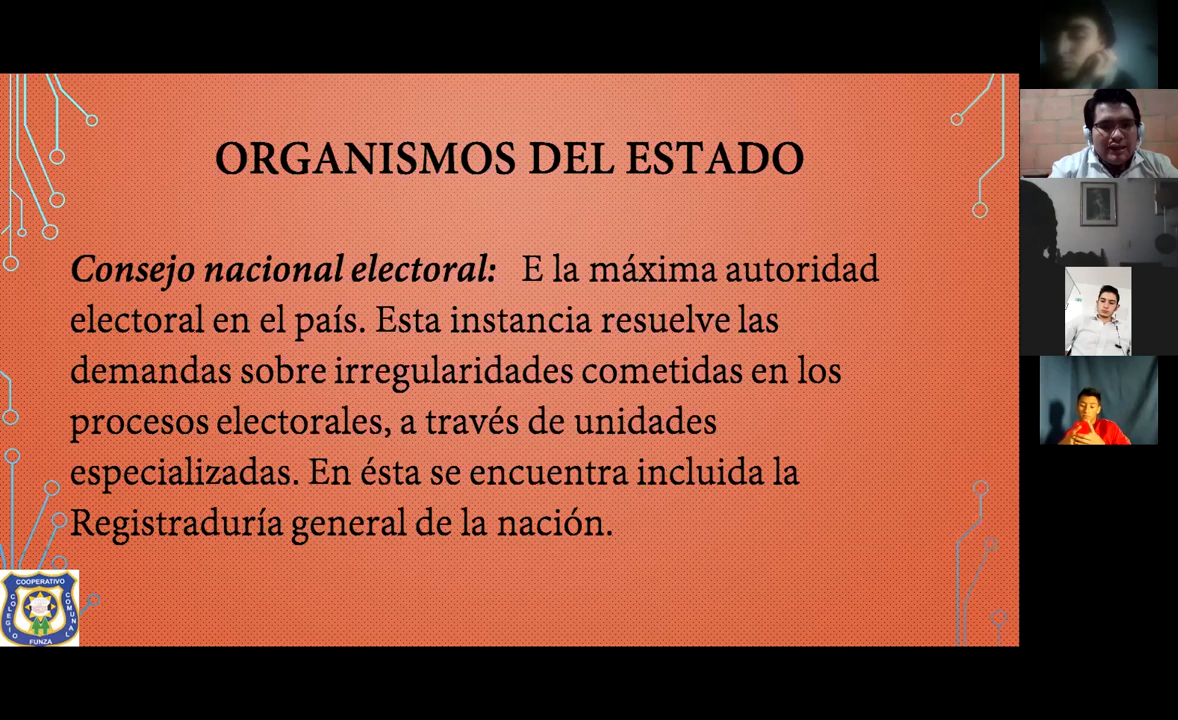 ORGANISMOS DEL ESTADO
Consejo nacional electoral: E la máxima autoridad
electoral en el país. Esta instancia resuelve las
demandas sobre irregularidades cometidas en los
procesos electorales, a través de unidades
especializadas. En ésta se encuentra incluida la
Registraduría general de la nación.
COOPERATIVO
COLEGIO
COMUNAL
FUNZA